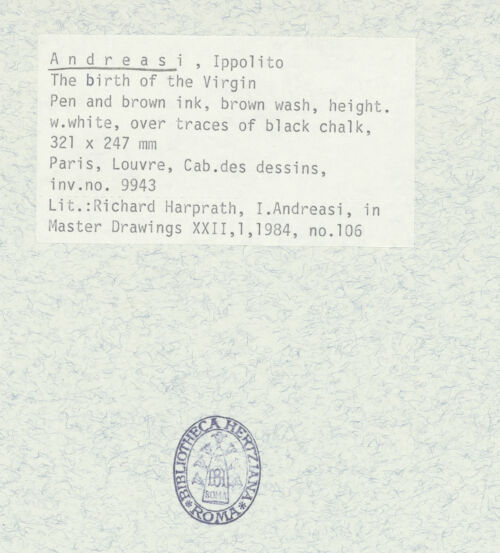 Andreasi, Ippolito
The birth of the Virgin
Pen and brown ink, brown wash, height.
w.white, over traces of black chalk,
321 x 247 mm
Paris, Louvre, Cab.des dessins,
inv.no. 9943
Lit.:Richard Harprath, I.Andreasi, in
Master Drawings XXII,1,1984, no.106
*BIBLIOTHECA HERTZIANA*
ROMA
ROMA